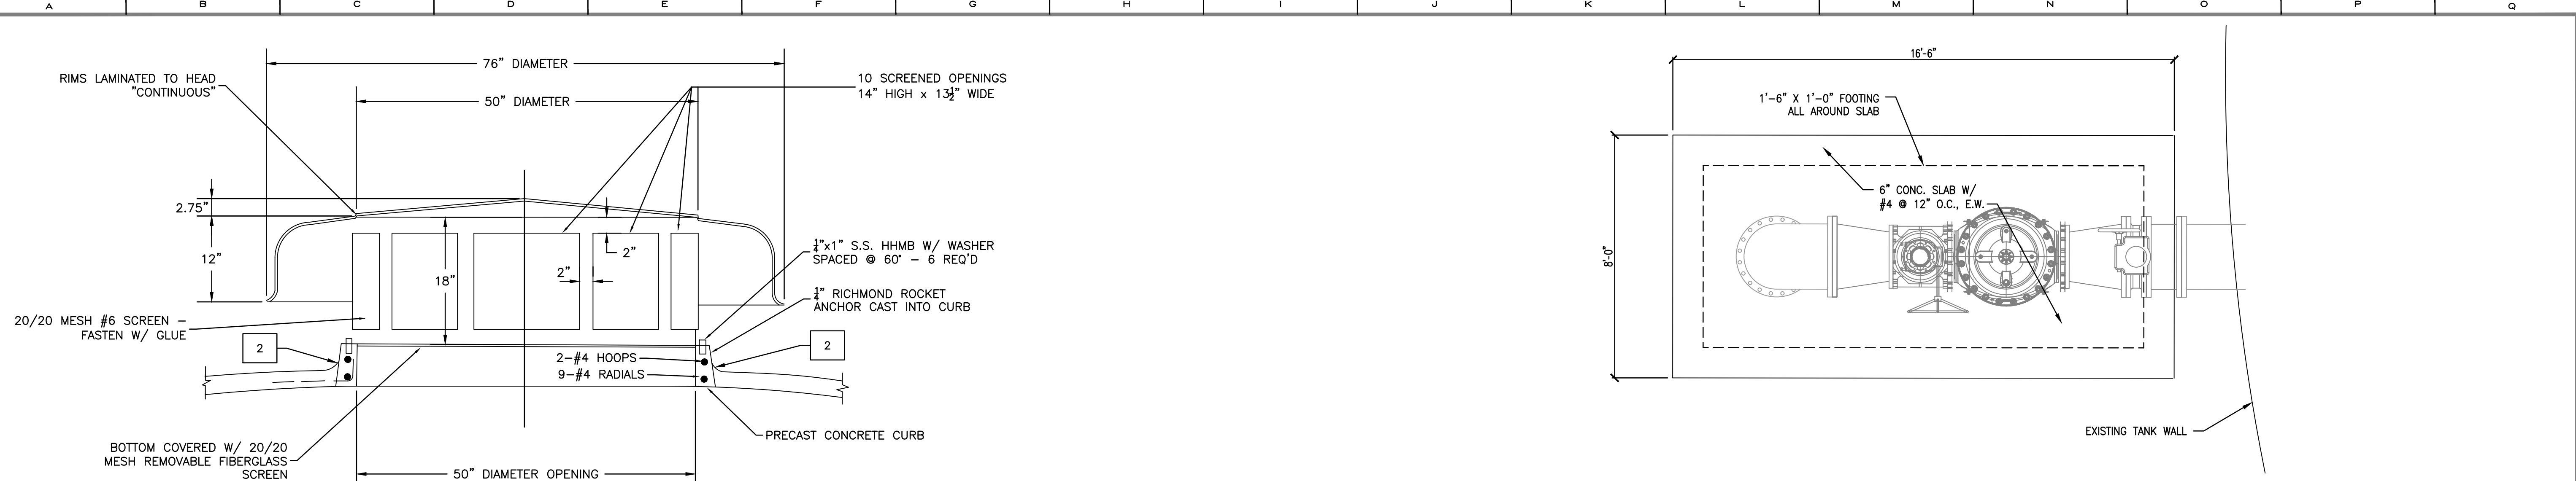 A B C D E F G H I J K L M N O P Q
76" DIAMETER
RIMS LAMINATED TO HEAD
"CONTINUOUS"
50" DIAMETER
10 SCREENED OPENINGS
14" HIGH x 13½" WIDE
2.75"
12"
18"
2"
2"
¼"x1" S.S. HHMB W/ WASHER
SPACED @ 60° – 6 REQ'D
¼" RICHMOND ROCKET
ANCHOR CAST INTO CURB
20/20 MESH #6 SCREEN –
FASTEN W/ GLUE
2
2
2-#4 HOOPS
9-#4 RADIALS
PRECAST CONCRETE CURB
BOTTOM COVERED W/ 20/20
MESH REMOVABLE FIBERGLASS
SCREEN
50" DIAMETER OPENING
16'-6"
1'-6" X 1'-0" FOOTING
ALL AROUND SLAB
6" CONC. SLAB W/
#4 @ 12" O.C., E.W.
8'-0"
EXISTING TANK WALL